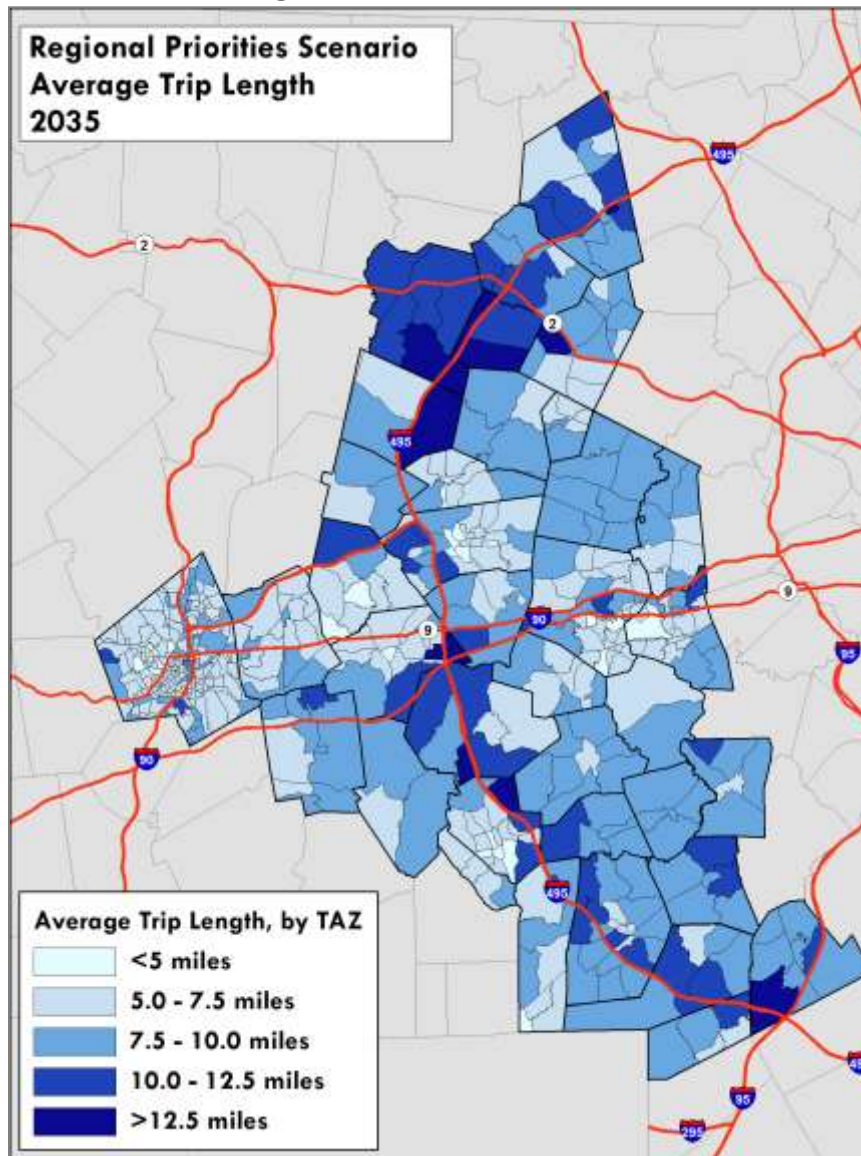 Regional Priorities Scenario
Average Trip Length
2035
495
2
2
495
9
9
90
95
90
495
495
95
295
Average Trip Length, by TAZ
<5 miles
5.0 - 7.5 miles
7.5 - 10.0 miles
10.0 - 12.5 miles
>12.5 miles